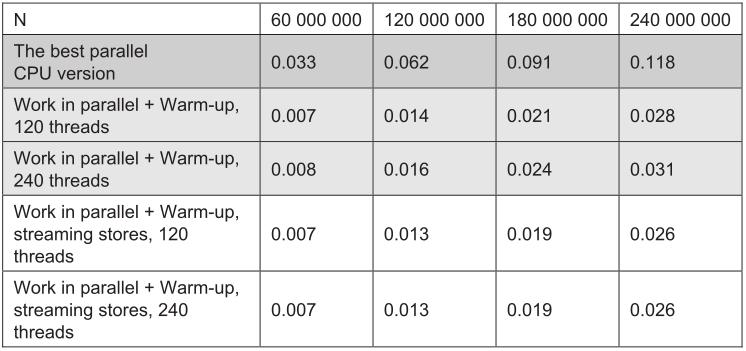 N 60 000 000 120 000 000 180 000 000 240 000 000
The best parallel
CPU version 0.033 0.062 0.091 0.118
Work in parallel + Warm-up,
120 threads 0.007 0.014 0.021 0.028
Work in parallel + Warm-up,
240 threads 0.008 0.016 0.024 0.031
Work in parallel + Warm-up,
streaming stores, 120 0.007 0.013 0.019 0.026
threads
Work in parallel + Warm-up,
streaming stores, 240 0.007 0.013 0.019 0.026
threads